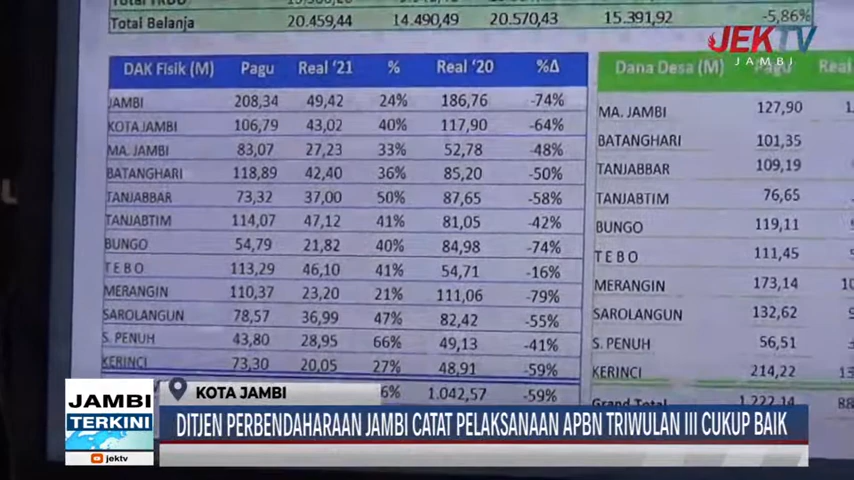 Total Belanja 20.459,44 14.490,49 20.570,43 15.391,92 -5,86%
JEKTV
JAMBI
DAK Fisik (M) Pagu Real '21 % Real '20 %Δ
JAMBI 208,34 49,42 24% 186,76 -74%
KOTA JAMBI 106,79 43,02 40% 117,90 -64%
MA. JAMBI 83,07 27,23 33% 52,78 -48%
BATANGHARI 118,89 42,40 36% 85,20 -50%
TANJABBAR 73,32 37,00 50% 87,65 -58%
TANJABTIM 114,07 47,12 41% 81,05 -42%
BUNGO 54,79 21,82 40% 84,98 -74%
TEBO 113,29 46,10 41% 54,71 -16%
MERANGIN 110,37 23,20 21% 111,06 -79%
SAROLANGUN 78,57 36,99 47% 82,42 -55%
S. PENUH 43,80 28,95 66% 49,13 -41%
KERINCI 73,30 20,05 27% 48,91 -59%
6% 1.042,57 -59%
Dana Desa (M) Pagu Real
MA. JAMBI 127,90
BATANGHARI 101,35
TANJABBAR 109,19
TANJABTIM 76,65
BUNGO 119,11
TEBO 111,45
MERANGIN 173,14
SAROLANGUN 132,62
S. PENUH 56,51
KERINCI 214,22
Grand Total 1.222,14
JAMBI
TERKINI
jektv
KOTA JAMBI
DITJEN PERBENDAHARAAN JAMBI CATAT PELAKSANAAN APBN TRIWULAN III CUKUP BAIK